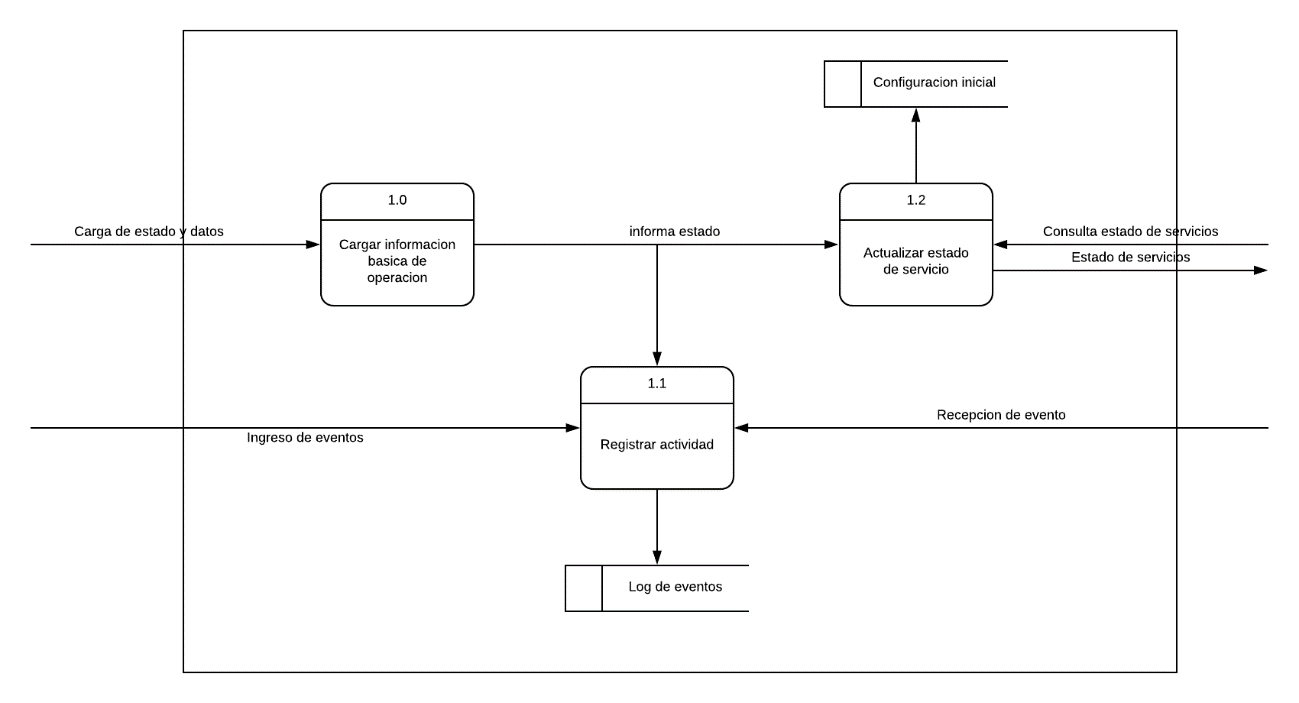 Configuracion inicial
1.0
1.2
Carga de estado y datos
informa estado
Consulta estado de servicios
Cargar informacion
basica de
operacion
Actualizar estado
de servicio
Estado de servicios
1.1
Recepcion de evento
Ingreso de eventos
Registrar actividad
Log de eventos